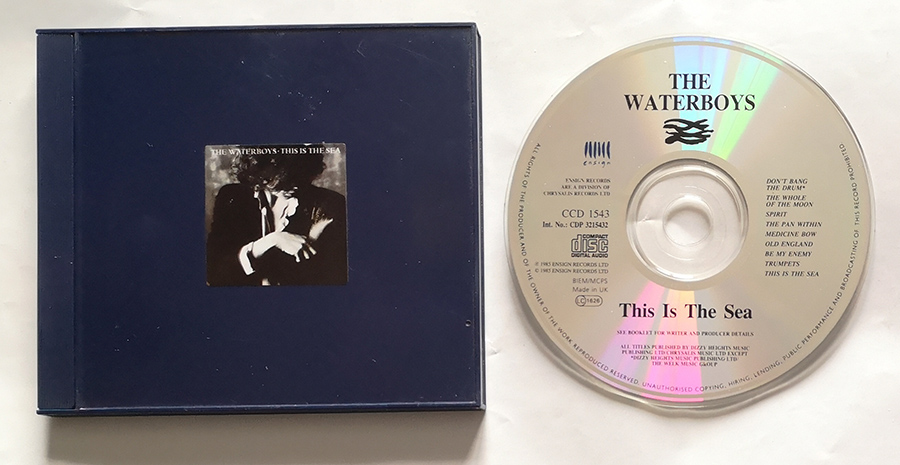 THE WATERBOYS · THIS IS THE SEA
THE
WATERBOYS
ensign
ENSIGN RECORDS
ARE A DIVISION OF
CHRYSALIS RECORDS LTD
CCD 1543
Int. No.: CDP 3215432
COMPACT
disc
DIGITAL AUDIO
℗ 1985 ENSIGN RECORDS LTD
© 1985 ENSIGN RECORDS LTD
BIEM/MCPS
Made in UK
LC 1626
DON'T BANG
THE DRUM*
THE WHOLE
OF THE MOON
SPIRIT
THE PAN WITHIN
MEDICINE BOW
OLD ENGLAND
BE MY ENEMY
TRUMPETS
THIS IS THE SEA
This Is The Sea
SEE BOOKLET FOR WRITER AND PRODUCER DETAILS
ALL TITLES PUBLISHED BY DIZZY HEIGHTS MUSIC
PUBLISHING LTD/CHRYSALIS MUSIC LTD EXCEPT
*DIZZY HEIGHTS MUSIC PUBLISHING LTD/
THE WELK MUSIC GROUP
ALL RIGHTS OF THE PRODUCER AND OF THE OWNER OF THE WORK REPRODUCED RESERVED. UNAUTHORISED COPYING, HIRING, LENDING, PUBLIC PERFORMANCE AND BROADCASTING OF THIS RECORD PROHIBITED.